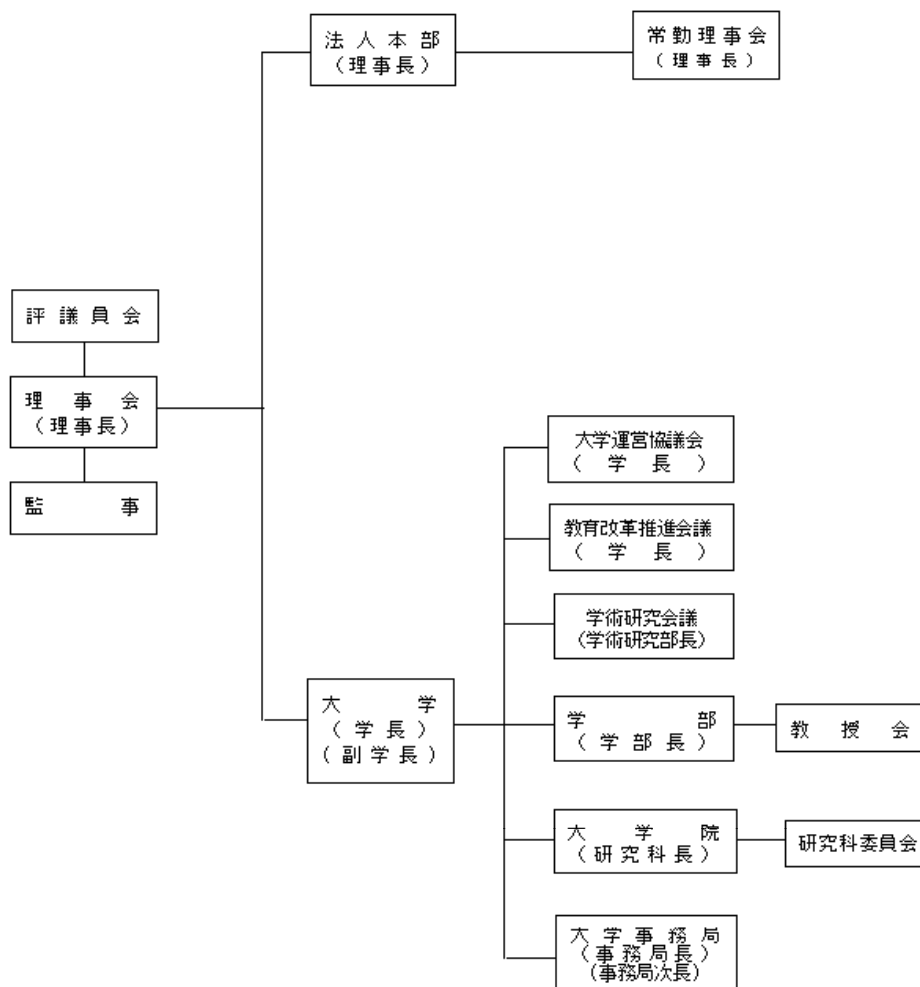 法人本部
(理事長)
常勤理事会
(理事長)
評議員会
理事会
(理事長)
監事
大学運営協議会
(学長)
教育改革推進会議
(学長)
学術研究会議
(学術研究部長)
大学
(学長)
(副学長)
学部
(学部長)
教授会
大学院
(研究科長)
研究科委員会
大学事務局
(事務局長)
(事務局次長)